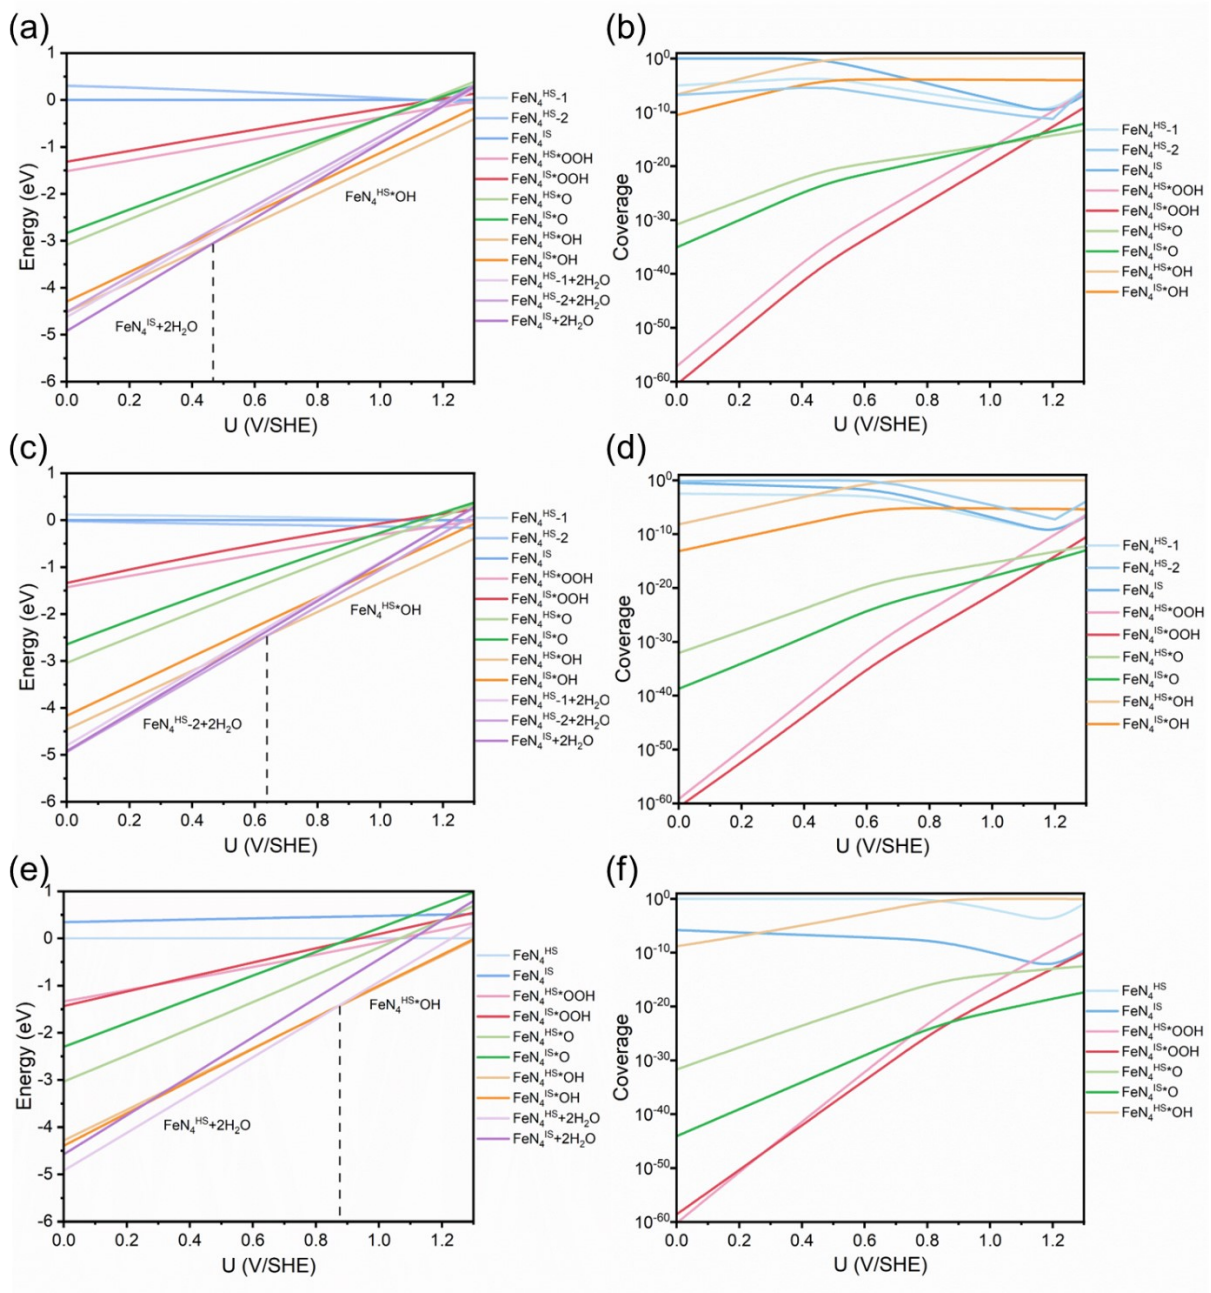 (a)
1
0
-1
-2
-3
-4
-5
-6
Energy (eV)
0.0 0.2 0.4 0.6 0.8 1.0 1.2
U (V/SHE)
FeN₄ᴵˢ+2H₂O
FeN₄ᴴˢ*OH
FeN₄ᴴˢ-1
FeN₄ᴴˢ-2
FeN₄ᴵˢ
FeN₄ᴴˢ*OOH
FeN₄ᴵˢ*OOH
FeN₄ᴴˢ*O
FeN₄ᴵˢ*O
FeN₄ᴴˢ*OH
FeN₄ᴵˢ*OH
FeN₄ᴴˢ-1+2H₂O
FeN₄ᴴˢ-2+2H₂O
FeN₄ᴵˢ+2H₂O
(b)
10⁰
10⁻¹⁰
10⁻²⁰
10⁻³⁰
10⁻⁴⁰
10⁻⁵⁰
10⁻⁶⁰
Coverage
0.0 0.2 0.4 0.6 0.8 1.0 1.2
U (V/SHE)
FeN₄ᴴˢ-1
FeN₄ᴴˢ-2
FeN₄ᴵˢ
FeN₄ᴴˢ*OOH
FeN₄ᴵˢ*OOH
FeN₄ᴴˢ*O
FeN₄ᴵˢ*O
FeN₄ᴴˢ*OH
FeN₄ᴵˢ*OH
(c)
1
0
-1
-2
-3
-4
-5
-6
Energy (eV)
0.0 0.2 0.4 0.6 0.8 1.0 1.2
U (V/SHE)
FeN₄ᴴˢ-2+2H₂O
FeN₄ᴴˢ*OH
FeN₄ᴴˢ-1
FeN₄ᴴˢ-2
FeN₄ᴵˢ
FeN₄ᴴˢ*OOH
FeN₄ᴵˢ*OOH
FeN₄ᴴˢ*O
FeN₄ᴵˢ*O
FeN₄ᴴˢ*OH
FeN₄ᴵˢ*OH
FeN₄ᴴˢ-1+2H₂O
FeN₄ᴴˢ-2+2H₂O
FeN₄ᴵˢ+2H₂O
(d)
10⁰
10⁻¹⁰
10⁻²⁰
10⁻³⁰
10⁻⁴⁰
10⁻⁵⁰
10⁻⁶⁰
Coverage
0.0 0.2 0.4 0.6 0.8 1.0 1.2
U (V/SHE)
FeN₄ᴴˢ-1
FeN₄ᴴˢ-2
FeN₄ᴵˢ
FeN₄ᴴˢ*OOH
FeN₄ᴵˢ*OOH
FeN₄ᴴˢ*O
FeN₄ᴵˢ*O
FeN₄ᴴˢ*OH
FeN₄ᴵˢ*OH
(e)
1
0
-1
-2
-3
-4
-5
-6
Energy (eV)
0.0 0.2 0.4 0.6 0.8 1.0 1.2
U (V/SHE)
FeN₄ᴴˢ+2H₂O
FeN₄ᴴˢ*OH
FeN₄ᴴˢ
FeN₄ᴵˢ
FeN₄ᴴˢ*OOH
FeN₄ᴵˢ*OOH
FeN₄ᴴˢ*O
FeN₄ᴵˢ*O
FeN₄ᴴˢ*OH
FeN₄ᴵˢ*OH
FeN₄ᴴˢ+2H₂O
FeN₄ᴵˢ+2H₂O
(f)
10⁰
10⁻¹⁰
10⁻²⁰
10⁻³⁰
10⁻⁴⁰
10⁻⁵⁰
10⁻⁶⁰
Coverage
0.0 0.2 0.4 0.6 0.8 1.0 1.2
U (V/SHE)
FeN₄ᴴˢ
FeN₄ᴵˢ
FeN₄ᴴˢ*OOH
FeN₄ᴵˢ*OOH
FeN₄ᴴˢ*O
FeN₄ᴵˢ*O
FeN₄ᴴˢ*OH